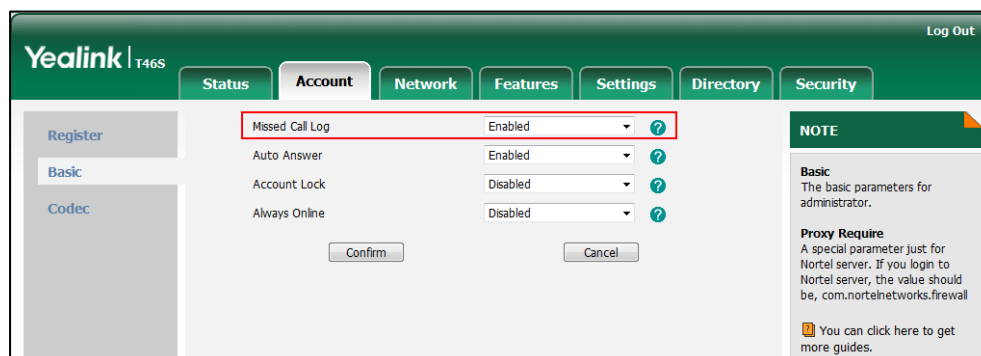 Log Out
Yealink | T46S
Status Account Network Features Settings Directory Security
Register
Basic
Codec
Missed Call Log Enabled ?
Auto Answer Enabled ?
Account Lock Disabled ?
Always Online Disabled ?
Confirm Cancel
NOTE
Basic
The basic parameters for
administrator.
Proxy Require
A special parameter just for
Nortel server. If you login to
Nortel server, the value should
be, com.nortelnetworks.firewall
? You can click here to get
more guides.